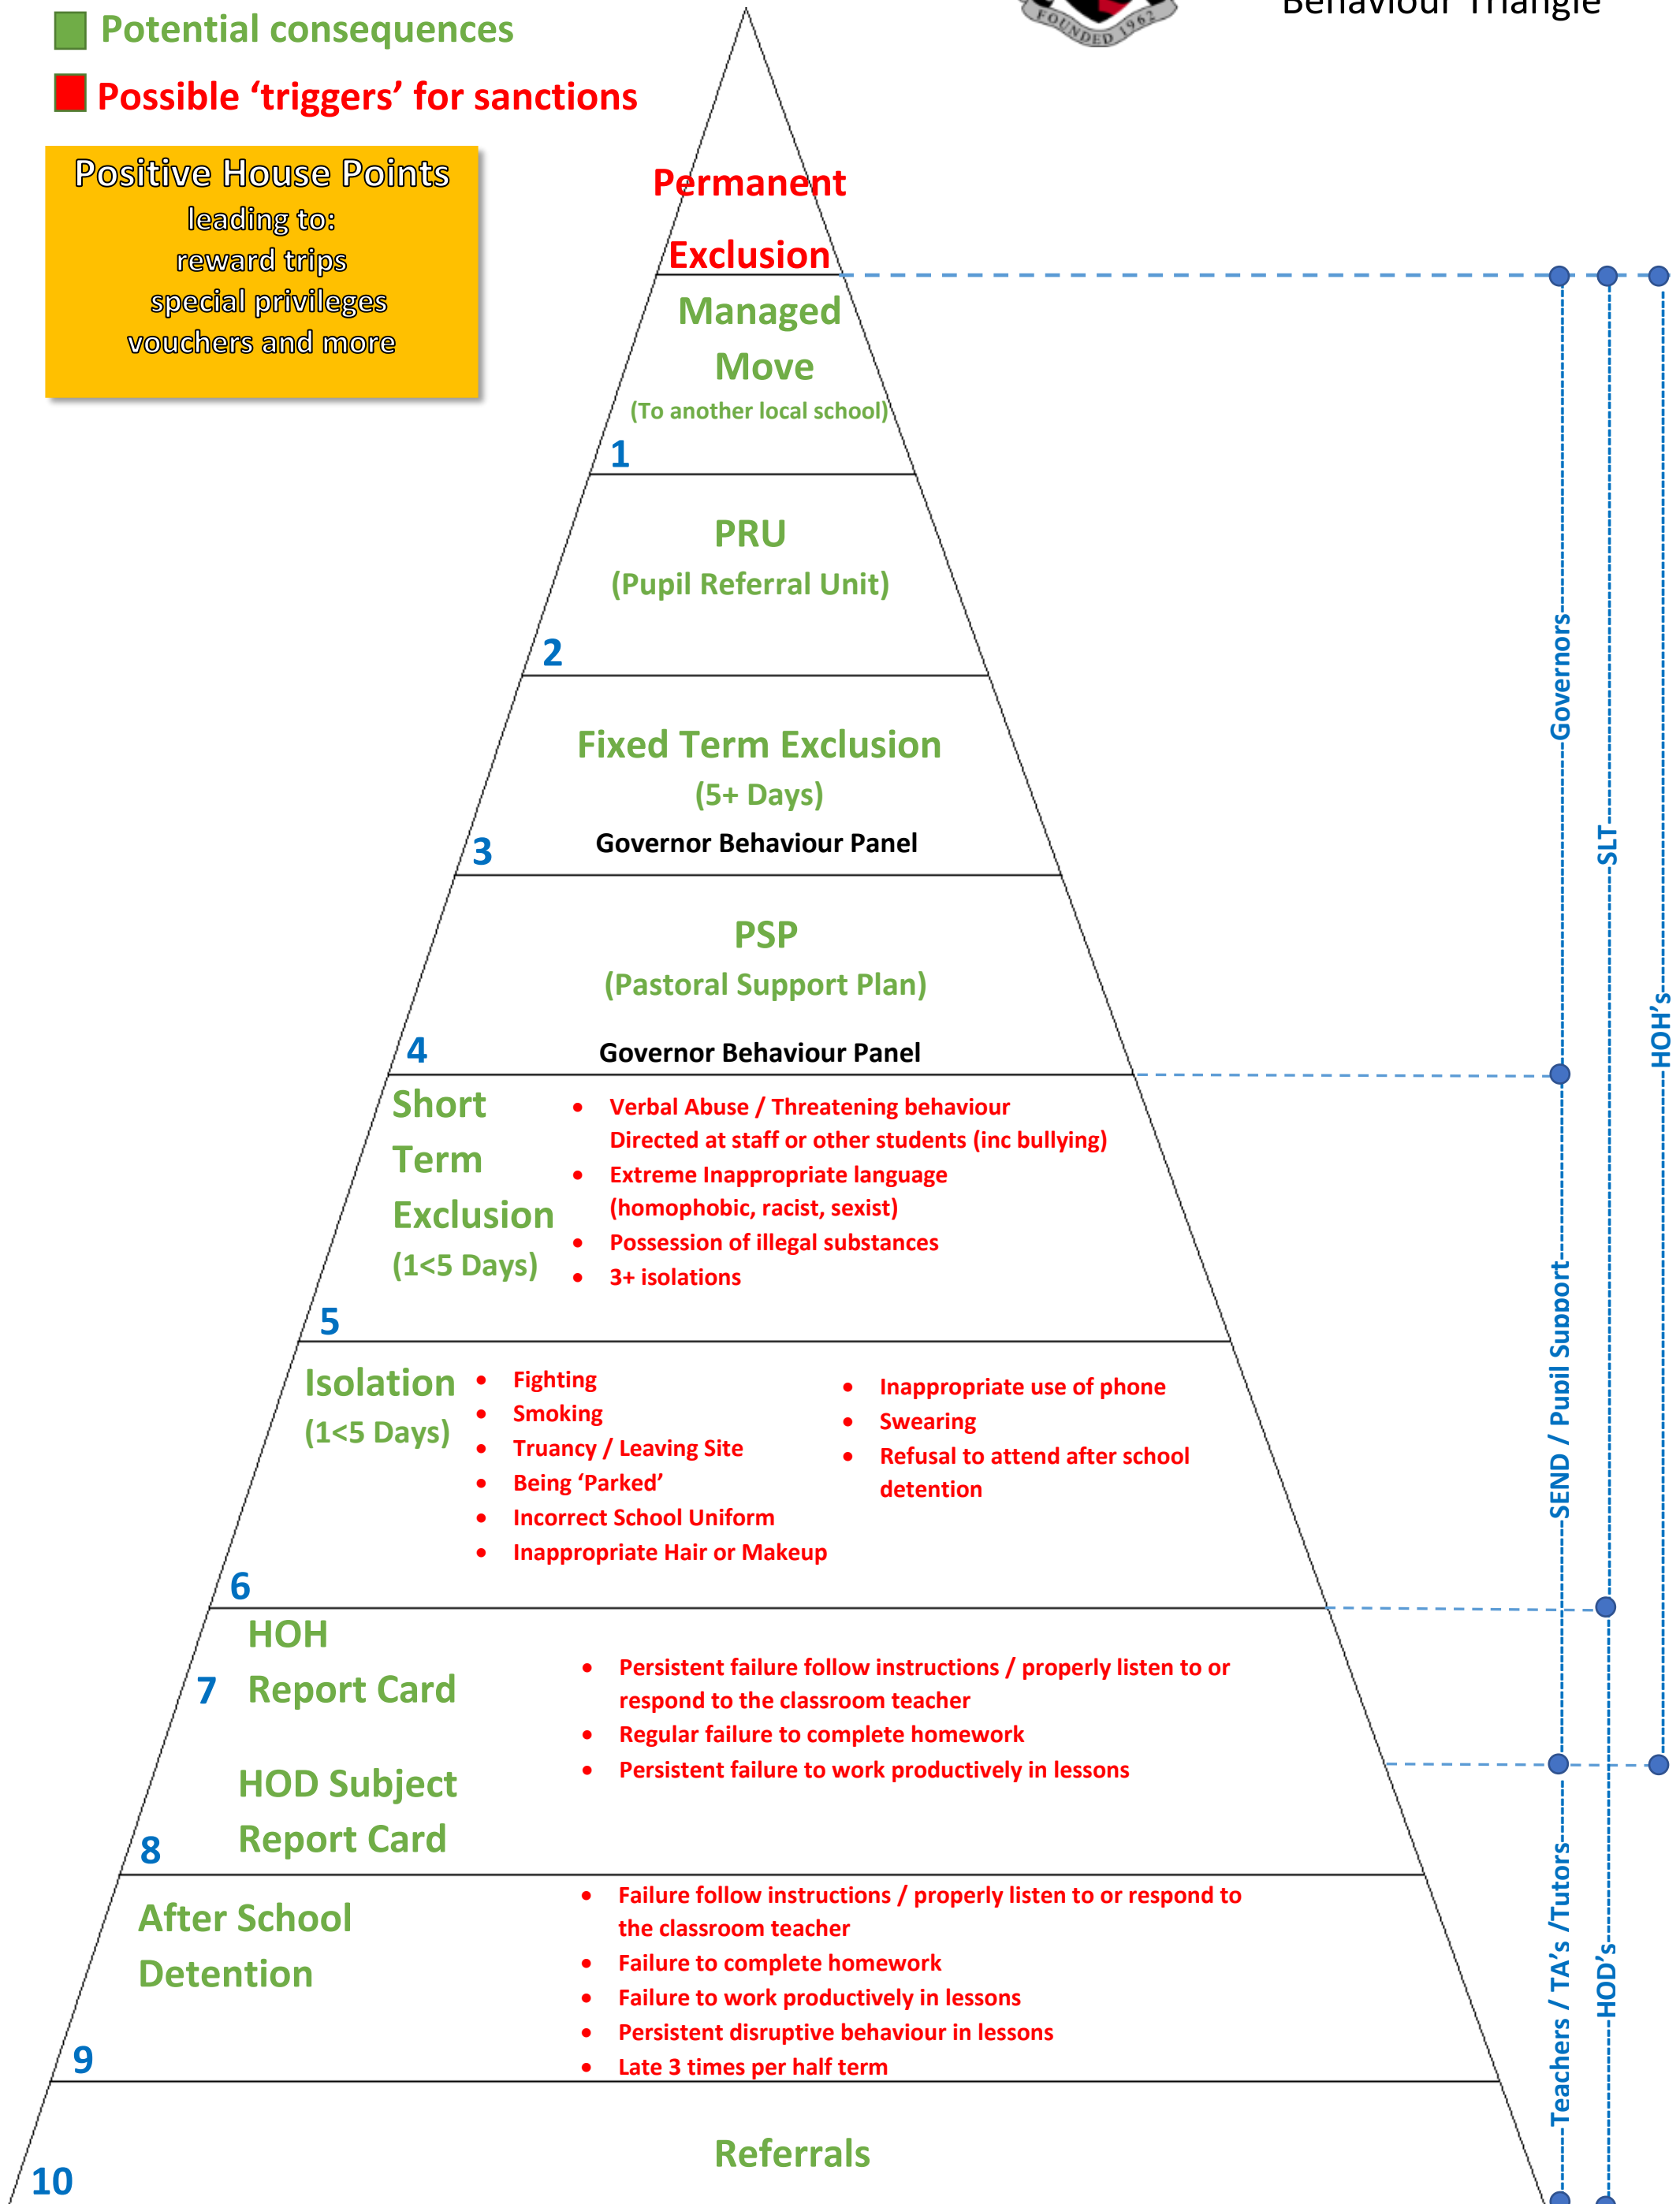 Behaviour Triangle
FOUNDED 1962
Potential consequences
Possible ‘triggers’ for sanctions
Positive House Points
leading to:
reward trips
special privileges
vouchers and more
Permanent
Exclusion
Managed
Move
(To another local school)
1
PRU
(Pupil Referral Unit)
2
Fixed Term Exclusion
(5+ Days)
Governor Behaviour Panel
3
PSP
(Pastoral Support Plan)
Governor Behaviour Panel
4
Short
Term
Exclusion
(1<5 Days)
• Verbal Abuse / Threatening behaviour
Directed at staff or other students (inc bullying)
• Extreme Inappropriate language
(homophobic, racist, sexist)
• Possession of illegal substances
• 3+ isolations
5
Isolation
(1<5 Days)
• Fighting
• Smoking
• Truancy / Leaving Site
• Being ‘Parked’
• Incorrect School Uniform
• Inappropriate Hair or Makeup
• Inappropriate use of phone
• Swearing
• Refusal to attend after school
detention
6
HOH
7 Report Card
• Persistent failure follow instructions / properly listen to or
respond to the classroom teacher
• Regular failure to complete homework
• Persistent failure to work productively in lessons
HOD Subject
Report Card
8
After School
Detention
• Failure follow instructions / properly listen to or respond to
the classroom teacher
• Failure to complete homework
• Failure to work productively in lessons
• Persistent disruptive behaviour in lessons
• Late 3 times per half term
9
Referrals
10
Governors
SLT
HOH’s
SEND / Pupil Support
Teachers / TA’s /Tutors
HOD’s